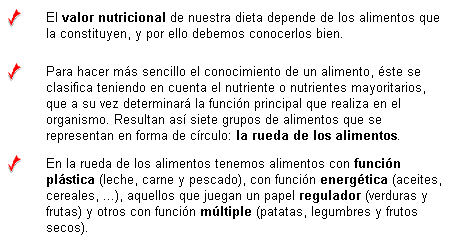 El valor nutricional de nuestra dieta depende de los alimentos que
la constituyen, y por ello debemos conocerlos bien.
Para hacer más sencillo el conocimiento de un alimento, éste se
clasifica teniendo en cuenta el nutriente o nutrientes mayoritarios,
que a su vez determinará la función principal que realiza en el
organismo. Resultan así siete grupos de alimentos que se
representan en forma de círculo: la rueda de los alimentos.
En la rueda de los alimentos tenemos alimentos con función
plástica (leche, carne y pescado), con función energética (aceites,
cereales, ...), aquellos que juegan un papel regulador (verduras y
frutas) y otros con función múltiple (patatas, legumbres y frutos
secos).